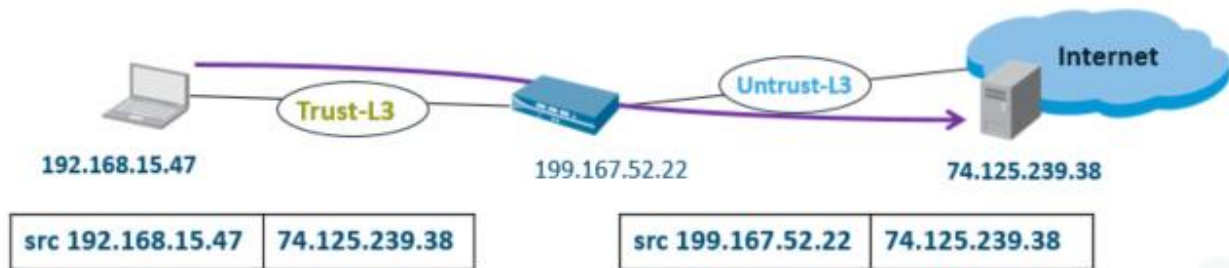 Internet
Trust-L3
Untrust-L3
192.168.15.47
199.167.52.22
74.125.239.38
src 192.168.15.47 74.125.239.38
src 199.167.52.22 74.125.239.38